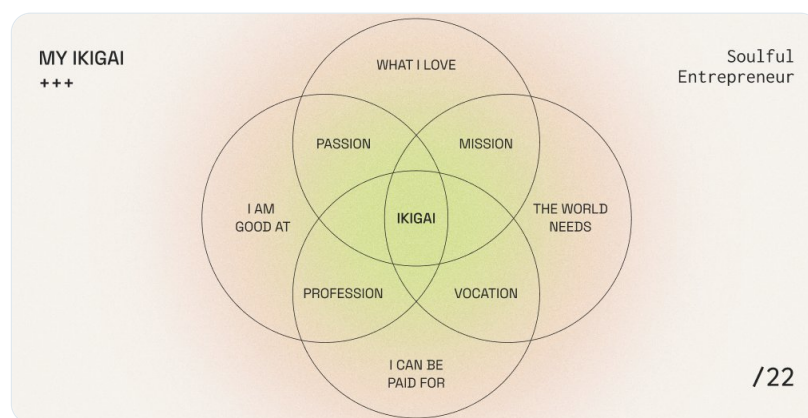 MY IKIGAI
+++
Soulful
Entrepreneur
WHAT I LOVE
PASSION
MISSION
I AM
GOOD AT
IKIGAI
THE WORLD
NEEDS
PROFESSION
VOCATION
I CAN BE
PAID FOR
/22